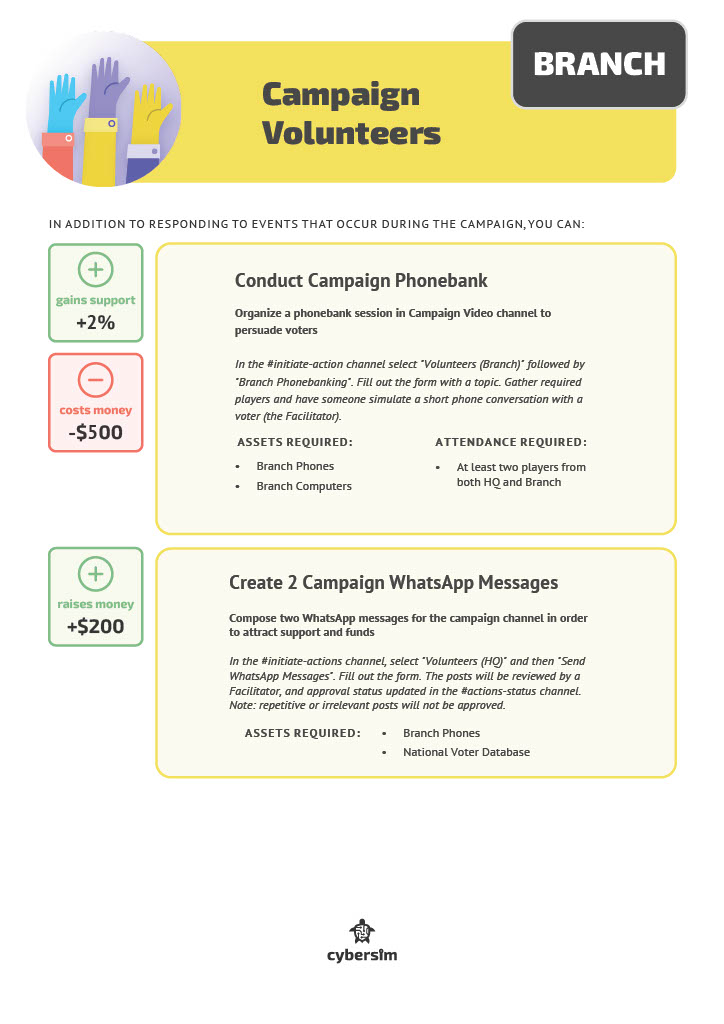 BRANCH
Campaign
Volunteers
IN ADDITION TO RESPONDING TO EVENTS THAT OCCUR DURING THE CAMPAIGN, YOU CAN:
gains support
+2%
costs money
-$500
Conduct Campaign Phonebank
Organize a phonebank session in Campaign Video channel to
persuade voters
In the #initiate-action channel select "Volunteers (Branch)" followed by
"Branch Phonebanking". Fill out the form with a topic. Gather required
players and have someone simulate a short phone conversation with a
voter (the Facilitator).
ASSETS REQUIRED:
• Branch Phones
• Branch Computers
ATTENDANCE REQUIRED:
• At least two players from
both HQ and Branch
raises money
+$200
Create 2 Campaign WhatsApp Messages
Compose two WhatsApp messages for the campaign channel in order
to attract support and funds
In the #initiate-actions channel, select "Volunteers (HQ)" and then "Send
WhatsApp Messages". Fill out the form. The posts will be reviewed by a
Facilitator, and approval status updated in the #actions-status channel.
Note: repetitive or irrelevant posts will not be approved.
ASSETS REQUIRED:
• Branch Phones
• National Voter Database
cybersim